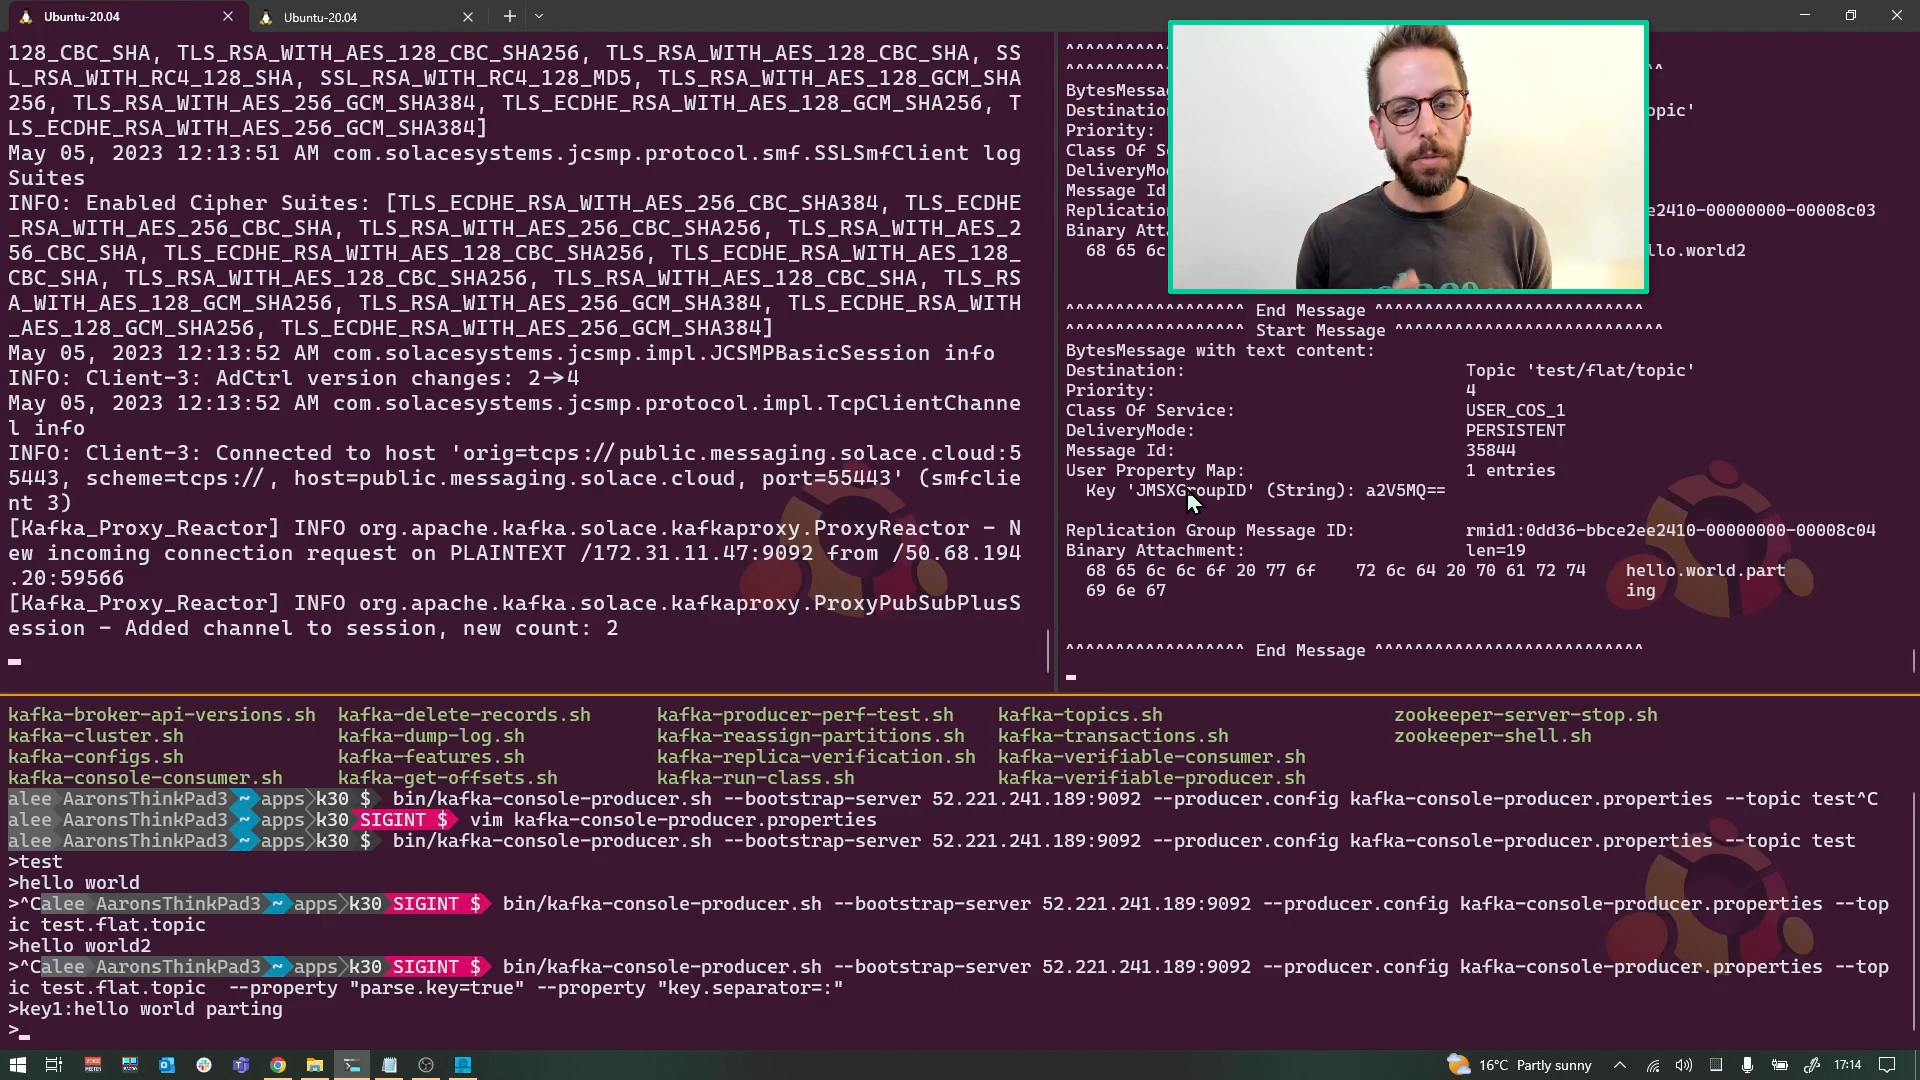 Ubuntu-20.04
Ubuntu-20.04
128_CBC_SHA, TLS_RSA_WITH_AES_128_CBC_SHA256, TLS_RSA_WITH_AES_128_CBC_SHA, SS
L_RSA_WITH_RC4_128_SHA, SSL_RSA_WITH_RC4_128_MD5, TLS_RSA_WITH_AES_128_GCM_SHA
256, TLS_RSA_WITH_AES_256_GCM_SHA384, TLS_ECDHE_RSA_WITH_AES_128_GCM_SHA256, T
LS_ECDHE_RSA_WITH_AES_256_GCM_SHA384]
May 05, 2023 12:13:51 AM com.solacesystems.jcsmp.protocol.smf.SSLSmfClient log
Suites
INFO: Enabled Cipher Suites: [TLS_ECDHE_RSA_WITH_AES_256_CBC_SHA384, TLS_ECDHE
_RSA_WITH_AES_256_CBC_SHA, TLS_RSA_WITH_AES_256_CBC_SHA256, TLS_RSA_WITH_AES_2
56_CBC_SHA, TLS_ECDHE_RSA_WITH_AES_128_CBC_SHA256, TLS_ECDHE_RSA_WITH_AES_128_
CBC_SHA, TLS_RSA_WITH_AES_128_CBC_SHA256, TLS_RSA_WITH_AES_128_CBC_SHA, TLS_RS
A_WITH_AES_128_GCM_SHA256, TLS_RSA_WITH_AES_256_GCM_SHA384, TLS_ECDHE_RSA_WITH
_AES_128_GCM_SHA256, TLS_ECDHE_RSA_WITH_AES_256_GCM_SHA384]
May 05, 2023 12:13:52 AM com.solacesystems.jcsmp.impl.JCSMPBasicSession info
INFO: Client-3: AdCtrl version changes: 2->4
May 05, 2023 12:13:52 AM com.solacesystems.jcsmp.protocol.impl.TcpClientChanne
l info
INFO: Client-3: Connected to host 'orig=tcps://public.messaging.solace.cloud:5
5443, scheme=tcps://, host=public.messaging.solace.cloud, port=55443' (smfclie
nt 3)
[Kafka_Proxy_Reactor] INFO org.apache.kafka.solace.kafkaproxy.ProxyReactor - N
ew incoming connection request on PLAINTEXT /172.31.11.47:9092 from /50.68.194
.20:59566
[Kafka_Proxy_Reactor] INFO org.apache.kafka.solace.kafkaproxy.ProxyPubSubPlusS
ession - Added channel to session, new count: 2
BytesMessa
Destination pic'
Priority:
Class Of S
DeliveryMo
Message Id
Replication e2410-00000000-00008c03
Binary Att
68 65 6c llo.world2
^^^^^^^^^^^^^^^^^^ End Message ^^^^^^^^^^^^^^^^^^^^^^^^^^^
^^^^^^^^^^^^^^^^^^ Start Message ^^^^^^^^^^^^^^^^^^^^^^^^^^^
BytesMessage with text content:
Destination: Topic 'test/flat/topic'
Priority: 4
Class Of Service: USER_COS_1
DeliveryMode: PERSISTENT
Message Id: 35844
User Property Map: 1 entries
Key 'JMSXGroupID' (String): a2V5MQ==
Replication Group Message ID: rmid1:0dd36-bbce2ee2410-00000000-00008c04
Binary Attachment: len=19
68 65 6c 6c 6f 20 77 6f 72 6c 64 20 70 61 72 74 hello.world.part
69 6e 67 ing
^^^^^^^^^^^^^^^^^^ End Message ^^^^^^^^^^^^^^^^^^^^^^^^^^^
kafka-broker-api-versions.sh kafka-delete-records.sh kafka-producer-perf-test.sh kafka-topics.sh zookeeper-server-stop.sh
kafka-cluster.sh kafka-dump-log.sh kafka-reassign-partitions.sh kafka-transactions.sh zookeeper-shell.sh
kafka-configs.sh kafka-features.sh kafka-replica-verification.sh kafka-verifiable-consumer.sh
kafka-console-consumer.sh kafka-get-offsets.sh kafka-run-class.sh kafka-verifiable-producer.sh
alee AaronsThinkPad3 ~ apps k30 $ bin/kafka-console-producer.sh --bootstrap-server 52.221.241.189:9092 --producer.config kafka-console-producer.properties --topic test^C
alee AaronsThinkPad3 ~ apps k30 SIGINT $ vim kafka-console-producer.properties
alee AaronsThinkPad3 ~ apps k30 $ bin/kafka-console-producer.sh --bootstrap-server 52.221.241.189:9092 --producer.config kafka-console-producer.properties --topic test
>test
>hello world
>^Calee AaronsThinkPad3 ~ apps k30 SIGINT $ bin/kafka-console-producer.sh --bootstrap-server 52.221.241.189:9092 --producer.config kafka-console-producer.properties --top
ic test.flat.topic
>hello world2
>^Calee AaronsThinkPad3 ~ apps k30 SIGINT $ bin/kafka-console-producer.sh --bootstrap-server 52.221.241.189:9092 --producer.config kafka-console-producer.properties --top
ic test.flat.topic --property "parse.key=true" --property "key.separator=:"
>key1:hello world parting
>
16°C Partly sunny
17:14